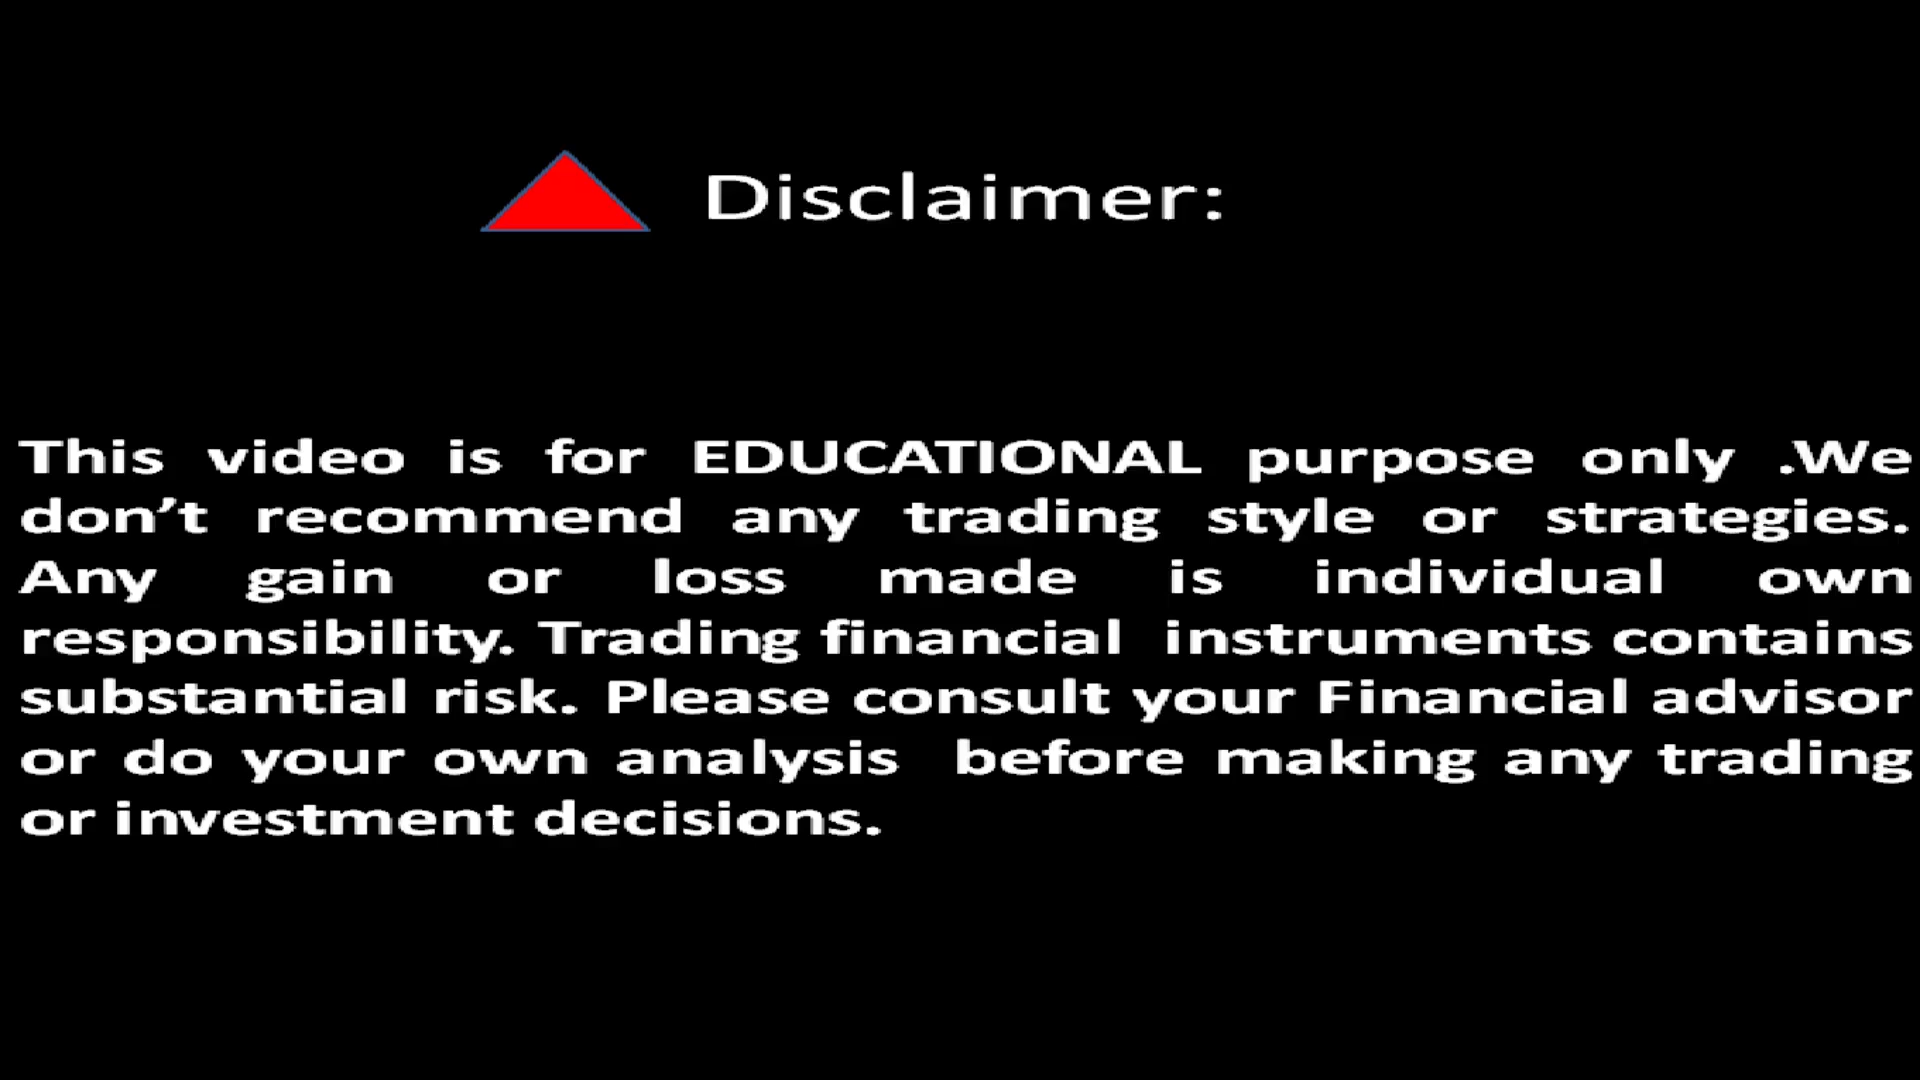 Disclaimer:
This video is for EDUCATIONAL purpose only .We
don’t recommend any trading style or strategies.
Any gain or loss made is individual own
responsibility. Trading financial instruments contains
substantial risk. Please consult your Financial advisor
or do your own analysis before making any trading
or investment decisions.